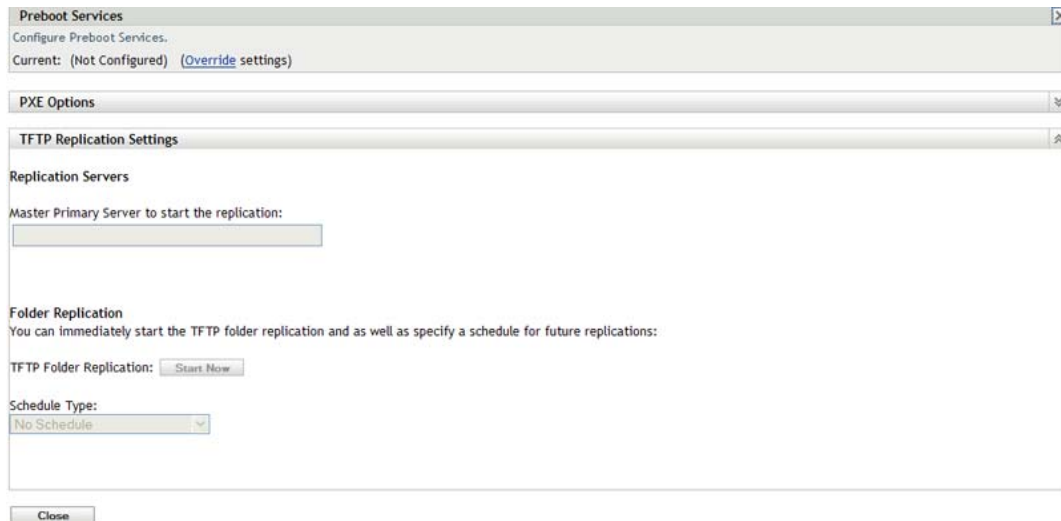 Preboot Services
Configure Preboot Services.
Current: (Not Configured) (Override settings)
PXE Options
TFTP Replication Settings
Replication Servers
Master Primary Server to start the replication:
Folder Replication
You can immediately start the TFTP folder replication and as well as specify a schedule for future replications:
TFTP Folder Replication: Start Now
Schedule Type:
No Schedule
Close